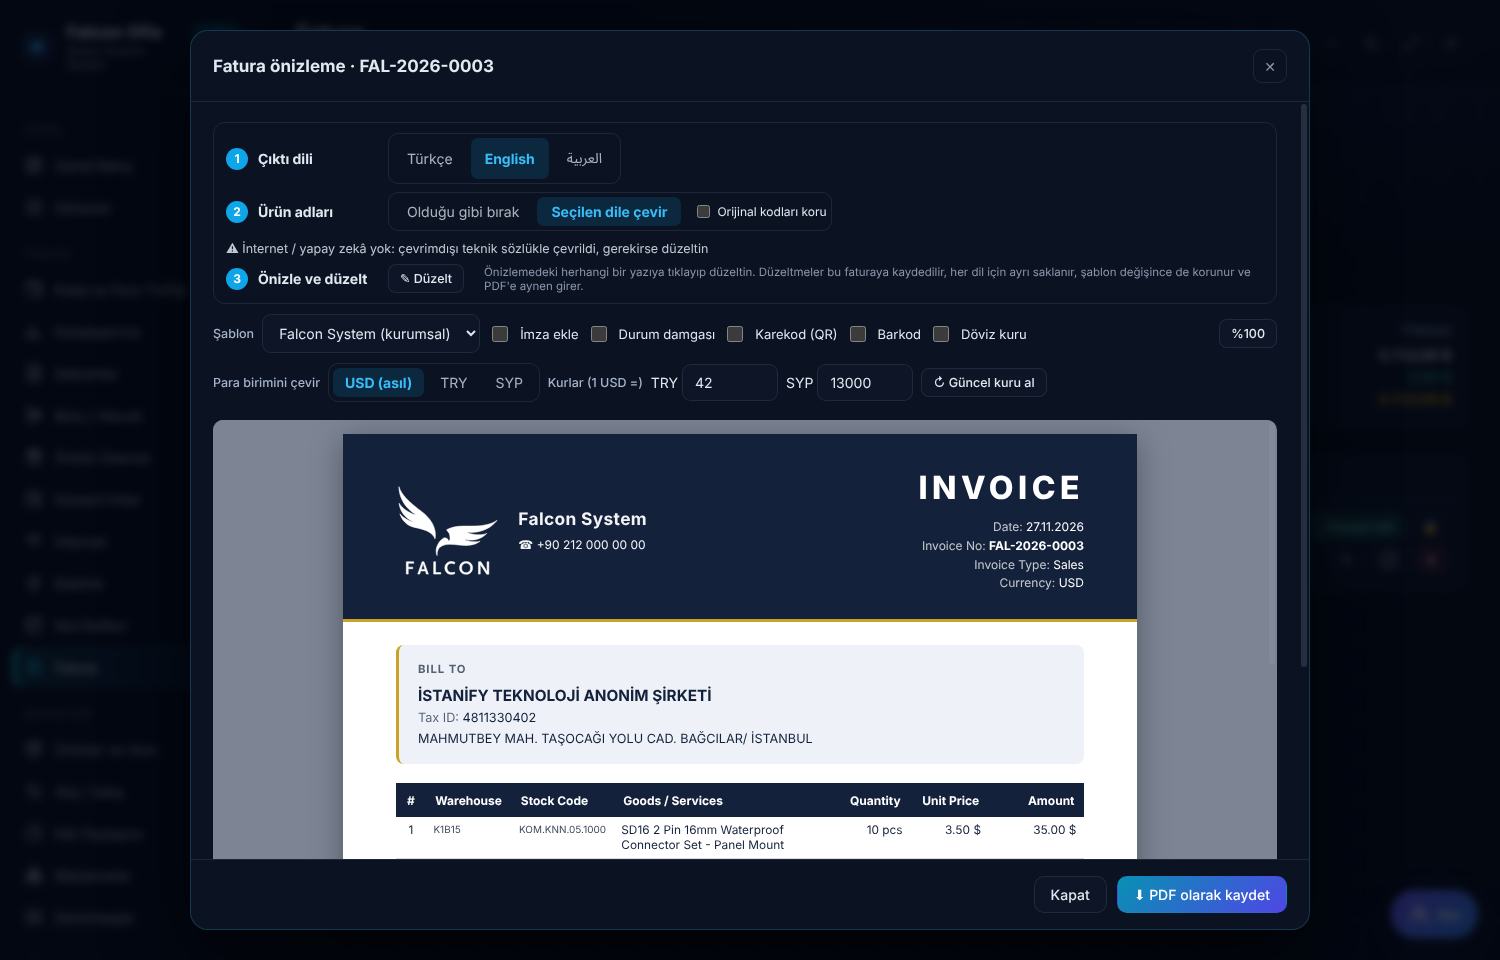 Fatura önizleme · FAL-2026-0003
×
1 Çıktı dili Türkçe English العربية
2 Ürün adları Olduğu gibi bırak Seçilen dile çevir Orijinal kodları koru
⚠ İnternet / yapay zekâ yok: çevrimdışı teknik sözlükle çevrildi, gerekirse düzeltin
3 Önizle ve düzelt ✎ Düzelt Önizlemedeki herhangi bir yazıya tıklayıp düzeltin. Düzeltmeler bu faturaya kaydedilir, her dil için ayrı saklanır, şablon değişince de korunur ve
PDF'e aynen girer.
Şablon Falcon System (kurumsal) İmza ekle Durum damgası Karekod (QR) Barkod Döviz kuru %100
Para birimini çevir USD (asıl) TRY SYP Kurlar (1 USD =) TRY 42 SYP 13000 ↻ Güncel kuru al
INVOICE
FALCON
Falcon System
☎ +90 212 000 00 00
Date: 27.11.2026
Invoice No: FAL-2026-0003
Invoice Type: Sales
Currency: USD
BILL TO
İSTANİFY TEKNOLOJİ ANONİM ŞİRKETİ
Tax ID: 4811330402
MAHMUTBEY MAH. TAŞOCAĞI YOLU CAD. BAĞCILAR/ İSTANBUL
# Warehouse Stock Code Goods / Services Quantity Unit Price Amount
1 K1B15 KOM.KNN.05.1000 SD16 2 Pin 16mm Waterproof 10 pcs 3.50 $ 35.00 $
Connector Set - Panel Mount
Kapat ⬇ PDF olarak kaydet